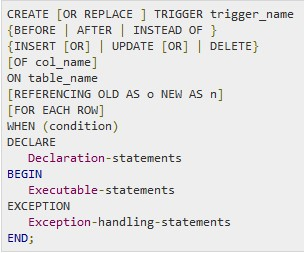 CREATE [OR REPLACE ] TRIGGER trigger_name
{BEFORE | AFTER | INSTEAD OF }
{INSERT [OR] | UPDATE [OR] | DELETE}
[OF col_name]
ON table_name
[REFERENCING OLD AS o NEW AS n]
[FOR EACH ROW]
WHEN (condition)
DECLARE
   Declaration-statements
BEGIN
   Executable-statements
EXCEPTION
   Exception-handling-statements
END;